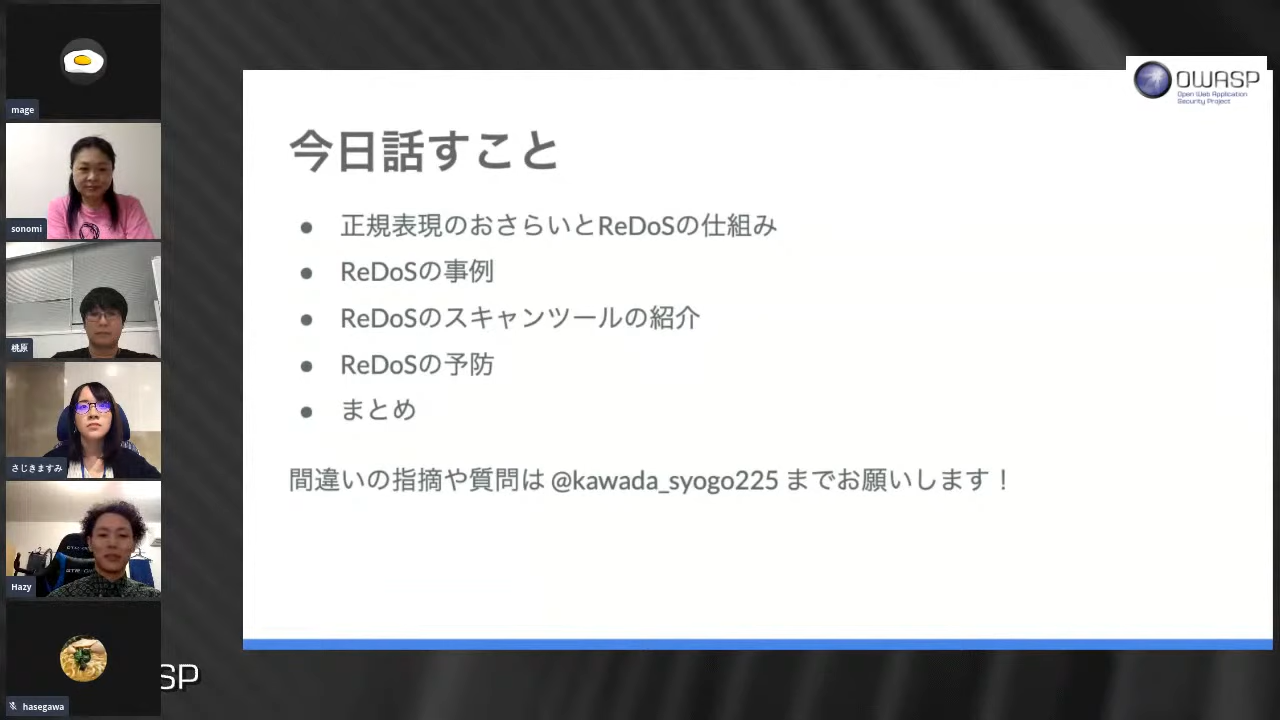 mage
sonomi
桃原
さじきますみ
Hazy
hasegawa
SP
OWASP
Open Web Application
Security Project
今日話すこと
● 正規表現のおさらいとReDoSの仕組み
● ReDoSの事例
● ReDoSのスキャンツールの紹介
● ReDoSの予防
● まとめ
間違いの指摘や質問は @kawada_syogo225 までお願いします！